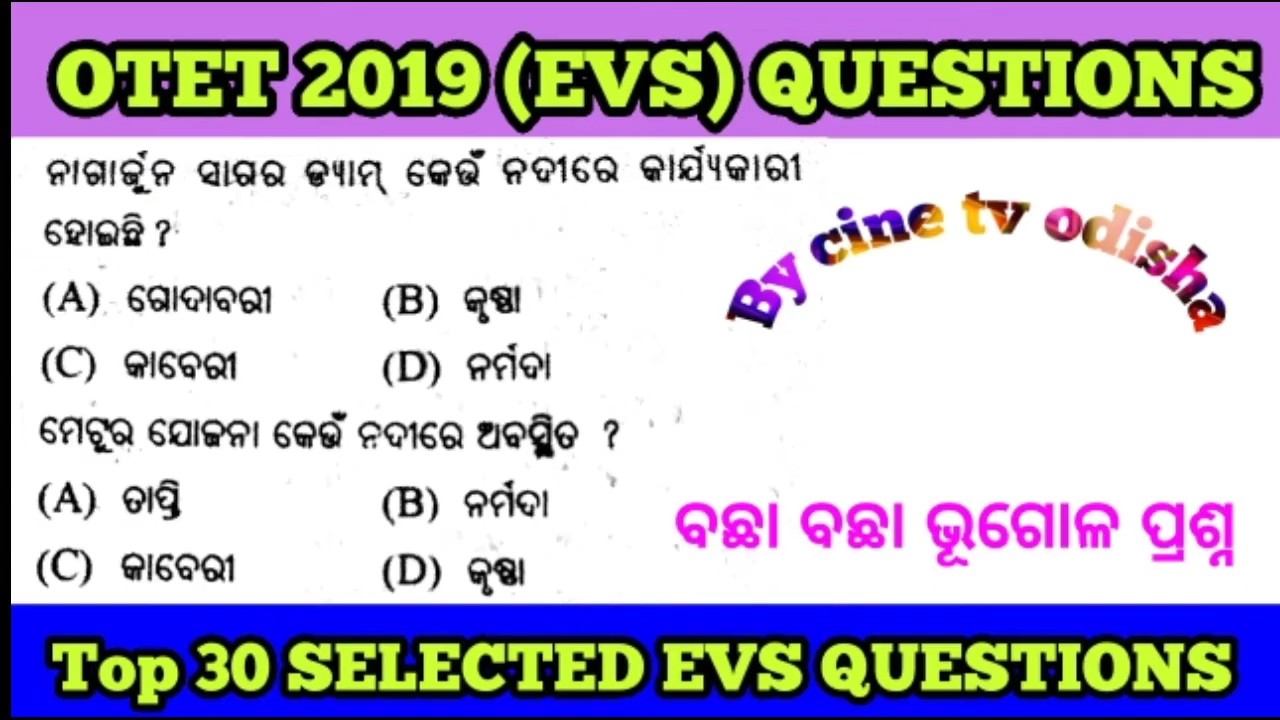 OTET 2019 (EVS) QUESTIONS
ନାଗାର୍ଜୁନ ସାଗର ଡ୍ୟାମ୍ କେଉଁ ନଦୀରେ କାର୍ଯ୍ୟକାରୀ
ହୋଇଛି ?
(A) ଗୋଦାବରୀ (B) କୃଷ୍ଣା
(C) କାବେରୀ (D) ନର୍ମଦା
ମେଟୁର ଯୋଜନା କେଉଁ ନଦୀରେ ଅବସ୍ଥିତ ?
(A) ତାପ୍ତି (B) ନର୍ମଦା
(C) କାବେରୀ (D) କୃଷ୍ଣା
By cine tv odisha
ବଛା ବଛା ଭୂଗୋଳ ପ୍ରଶ୍ନ
Top 30 SELECTED EVS QUESTIONS